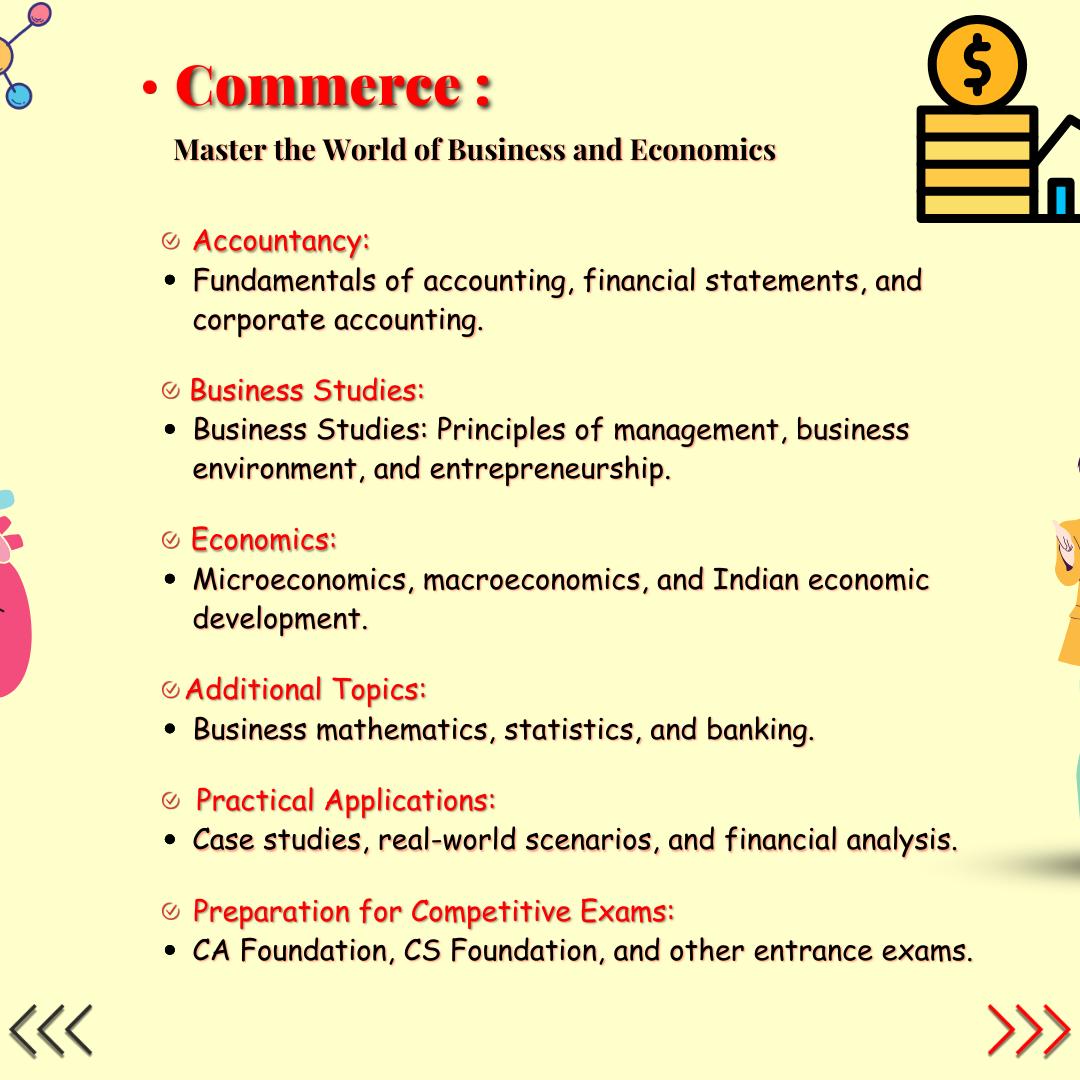 • Commerce :
Master the World of Business and Economics
Accountancy:
• Fundamentals of accounting, financial statements, and
corporate accounting.
Business Studies:
• Business Studies: Principles of management, business
environment, and entrepreneurship.
Economics:
• Microeconomics, macroeconomics, and Indian economic
development.
Additional Topics:
• Business mathematics, statistics, and banking.
Practical Applications:
• Case studies, real-world scenarios, and financial analysis.
Preparation for Competitive Exams:
• CA Foundation, CS Foundation, and other entrance exams.